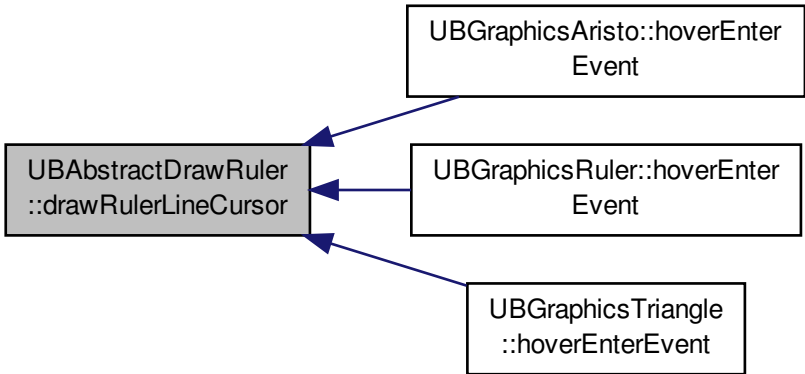 UBGraphicsAristo::hoverEnter
Event
UBAbstractDrawRuler
::drawRulerLineCursor
UBGraphicsRuler::hoverEnter
Event
UBGraphicsTriangle
::hoverEnterEvent